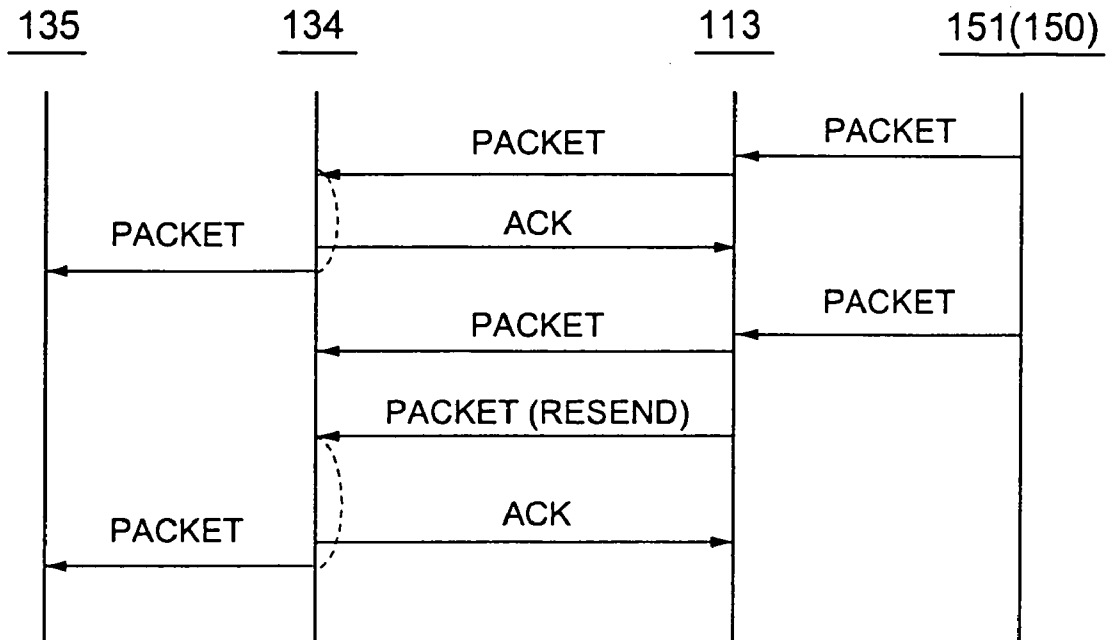 135 134 113 151(150)
PACKET
PACKET
ACK
PACKET
PACKET
PACKET
PACKET (RESEND)
ACK
PACKET